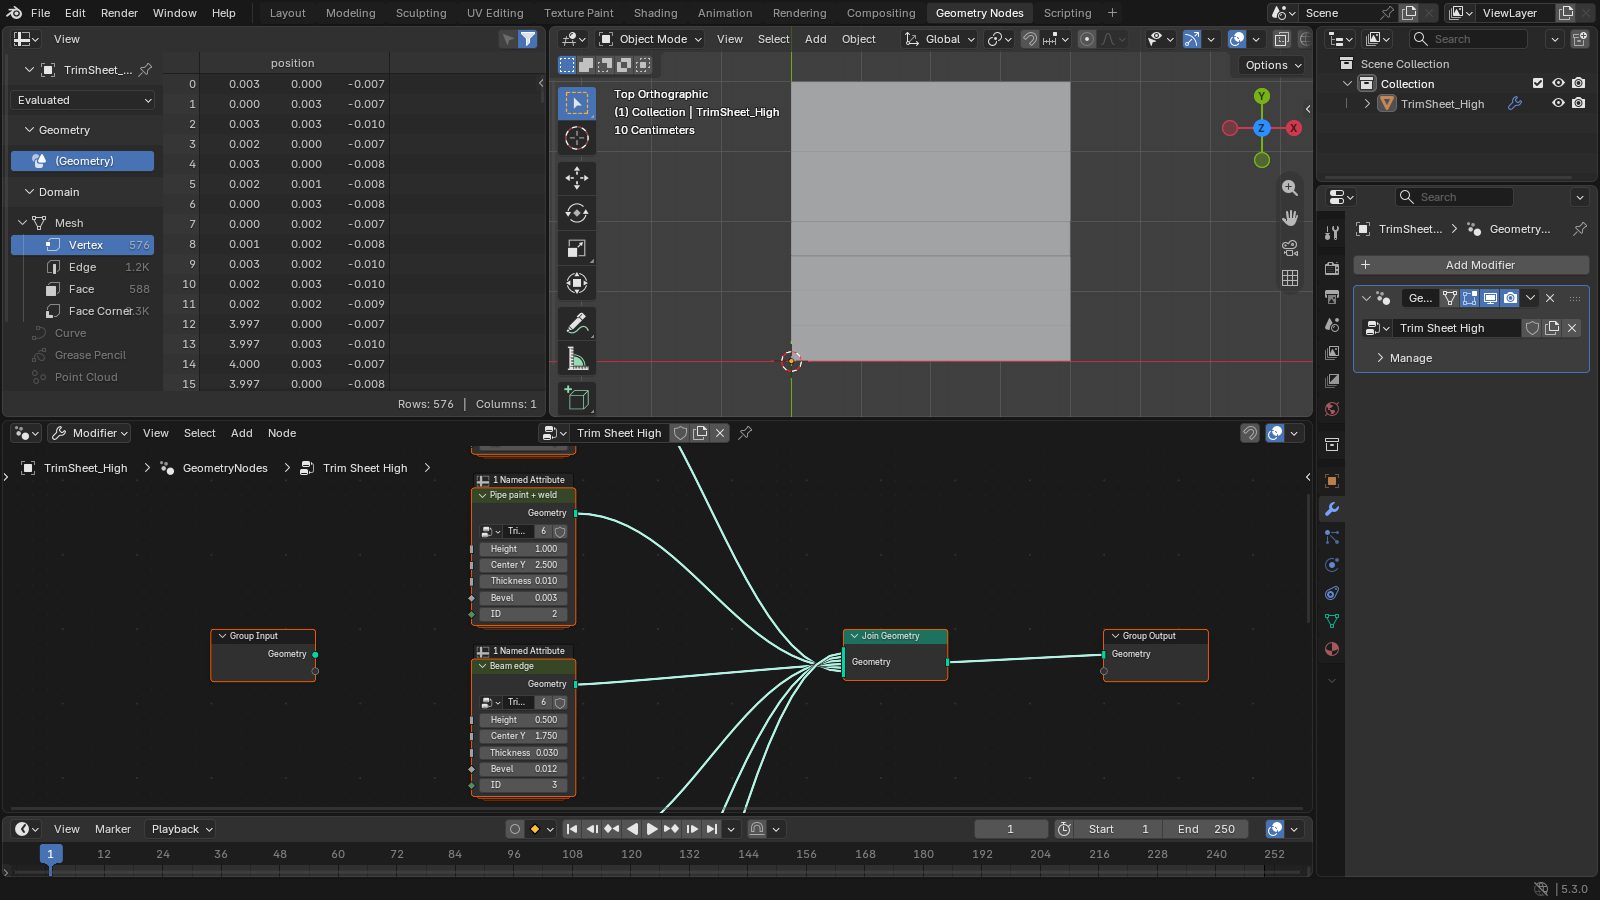 File Edit Render Window Help Layout Modeling Sculpting UV Editing Texture Paint Shading Animation Rendering Compositing Geometry Nodes Scripting Scene ViewLayer
View
TrimSheet_...
Evaluated
Geometry
(Geometry)
Domain
Mesh
Vertex 576
Edge 1.2K
Face 588
Face Corner
Curve
Grease Pencil
Point Cloud
position
0 0.003 0.000 -0.007
1 0.000 0.003 -0.007
2 0.003 0.003 -0.010
3 0.002 0.000 -0.007
4 0.003 0.000 -0.008
5 0.002 0.001 -0.008
6 0.000 0.003 -0.008
7 0.000 0.002 -0.007
8 0.001 0.002 -0.008
9 0.003 0.002 -0.010
10 0.002 0.003 -0.010
11 0.002 0.002 -0.009
12 3.997 0.000 -0.007
13 3.997 0.003 -0.010
14 4.000 0.003 -0.007
15 3.997 0.000 -0.008
Rows: 576 | Columns: 1
Object Mode View Select Add Object Global
Options
Top Orthographic
(1) Collection | TrimSheet_High
10 Centimeters
Y
Z
X
Search
Scene Collection
Collection
TrimSheet_High
Search
TrimSheet... Geometry...
Add Modifier
Ge...
Trim Sheet High
Manage
Modifier View Select Add Node Trim Sheet High
TrimSheet_High GeometryNodes Trim Sheet High
1 Named Attribute
Pipe paint + weld
Geometry
Tri... 6
Height 1.000
Center Y 2.500
Thickness 0.010
Bevel 0.003
ID 2
1 Named Attribute
Beam edge
Geometry
Tri... 6
Height 0.500
Center Y 1.750
Thickness 0.030
Bevel 0.012
ID 3
Group Input
Geometry
Join Geometry
Geometry
Group Output
Geometry
View Marker Playback 1 Start 1 End 250
1 12 24 36 48 60 72 84 96 108 120 132 144 156 168 180 192 204 216 228 240 252
5.3.0